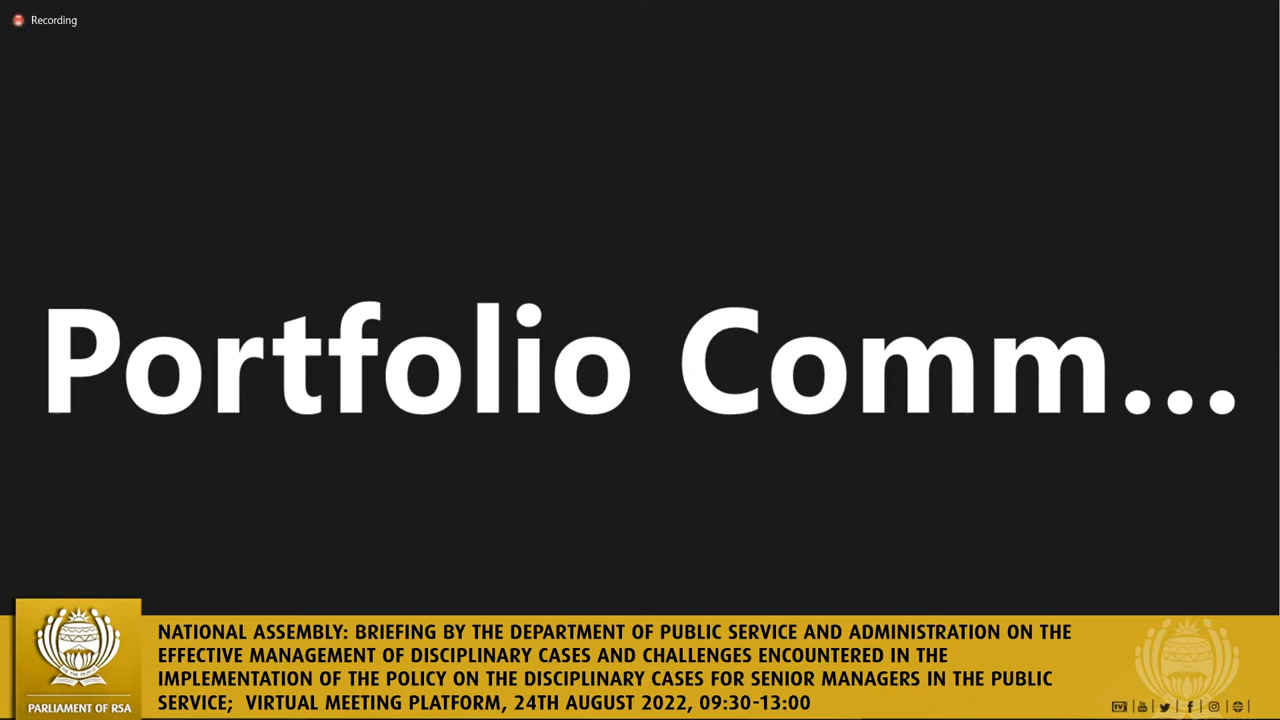 Recording
Portfolio Comm...
NATIONAL ASSEMBLY: BRIEFING BY THE DEPARTMENT OF PUBLIC SERVICE AND ADMINISTRATION ON THE
EFFECTIVE MANAGEMENT OF DISCIPLINARY CASES AND CHALLENGES ENCOUNTERED IN THE
IMPLEMENTATION OF THE POLICY ON THE DISCIPLINARY CASES FOR SENIOR MANAGERS IN THE PUBLIC
SERVICE; VIRTUAL MEETING PLATFORM, 24TH AUGUST 2022, 09:30-13:00
PARLIAMENT OF RSA